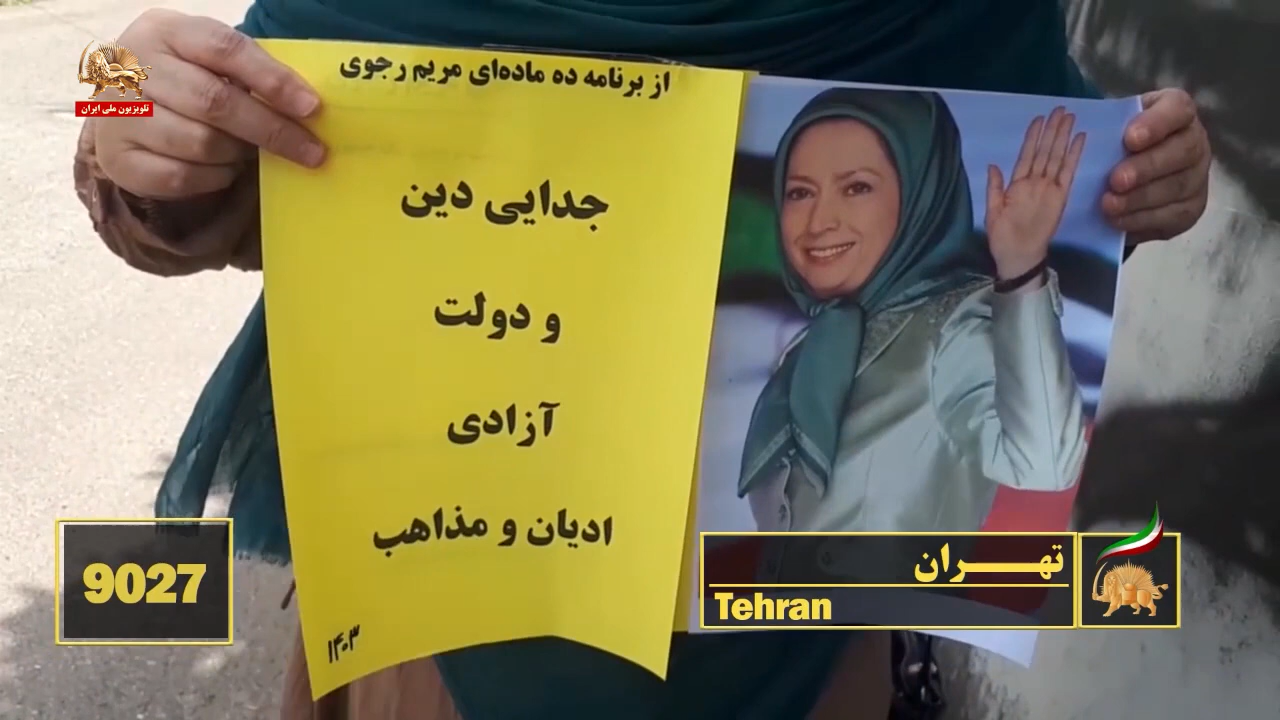 تلویزیون ملی ایران
از برنامه ده ماده‌ای مریم رجوی
جدایی دین
و دولت
آزادی
ادیان و مذاهب
۱۴۰۳
9027
تهـــران
Tehran